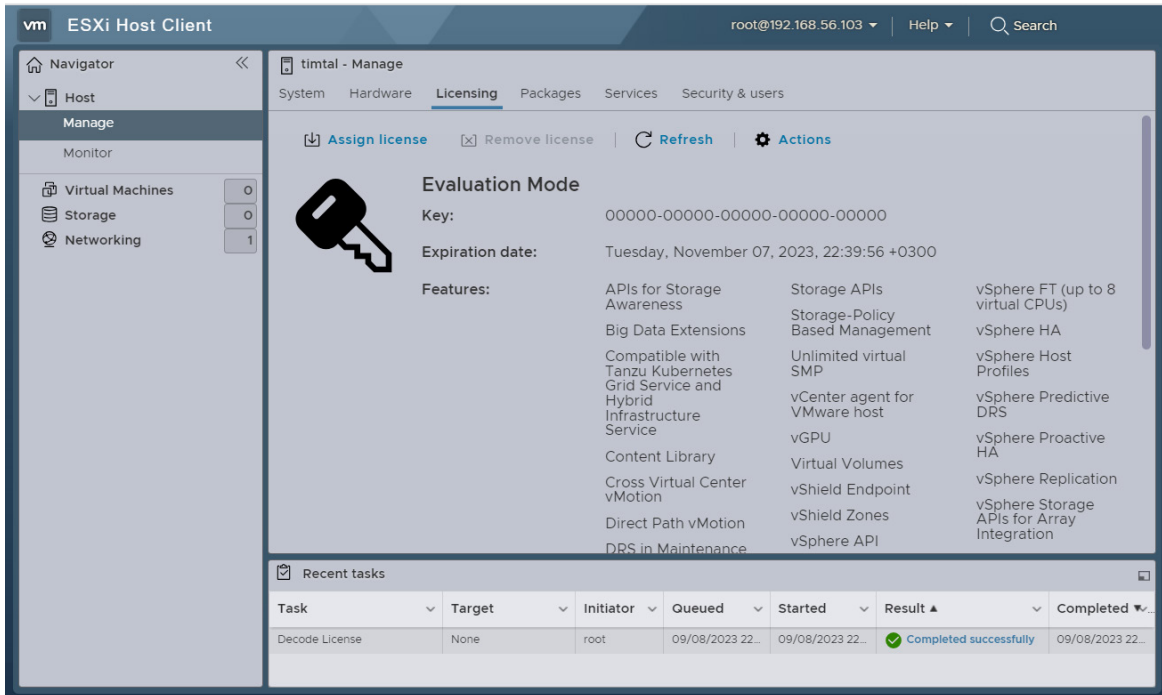 vm ESXi Host Client root@192.168.56.103 Help Search
Navigator
Host
Manage
Monitor
Virtual Machines 0
Storage 0
Networking 1
timtal - Manage
System Hardware Licensing Packages Services Security & users
Assign license Remove license Refresh Actions
Evaluation Mode
Key: 00000-00000-00000-00000-00000
Expiration date: Tuesday, November 07, 2023, 22:39:56 +0300
Features:
APIs for Storage
Awareness
Big Data Extensions
Compatible with
Tanzu Kubernetes
Grid Service and
Hybrid
Infrastructure
Service
Content Library
Cross Virtual Center
vMotion
Direct Path vMotion
DRS in Maintenance
Storage APIs
Storage-Policy
Based Management
Unlimited virtual
SMP
vCenter agent for
VMware host
vGPU
Virtual Volumes
vShield Endpoint
vShield Zones
vSphere API
vSphere FT (up to 8
virtual CPUs)
vSphere HA
vSphere Host
Profiles
vSphere Predictive
DRS
vSphere Proactive
HA
vSphere Replication
vSphere Storage
APIs for Array
Integration
Recent tasks
Task Target Initiator Queued Started Result Completed
Decode License None root 09/08/2023 22... 09/08/2023 22... Completed successfully 09/08/2023 22...